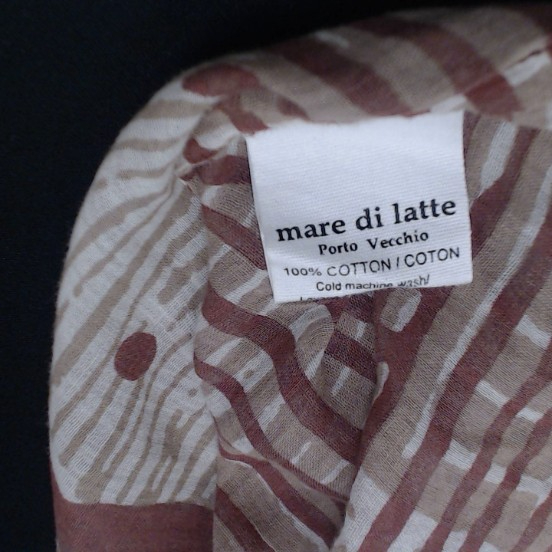 mare di latte
Porto Vecchio
100% COTTON / COTON
Cold machine wash/